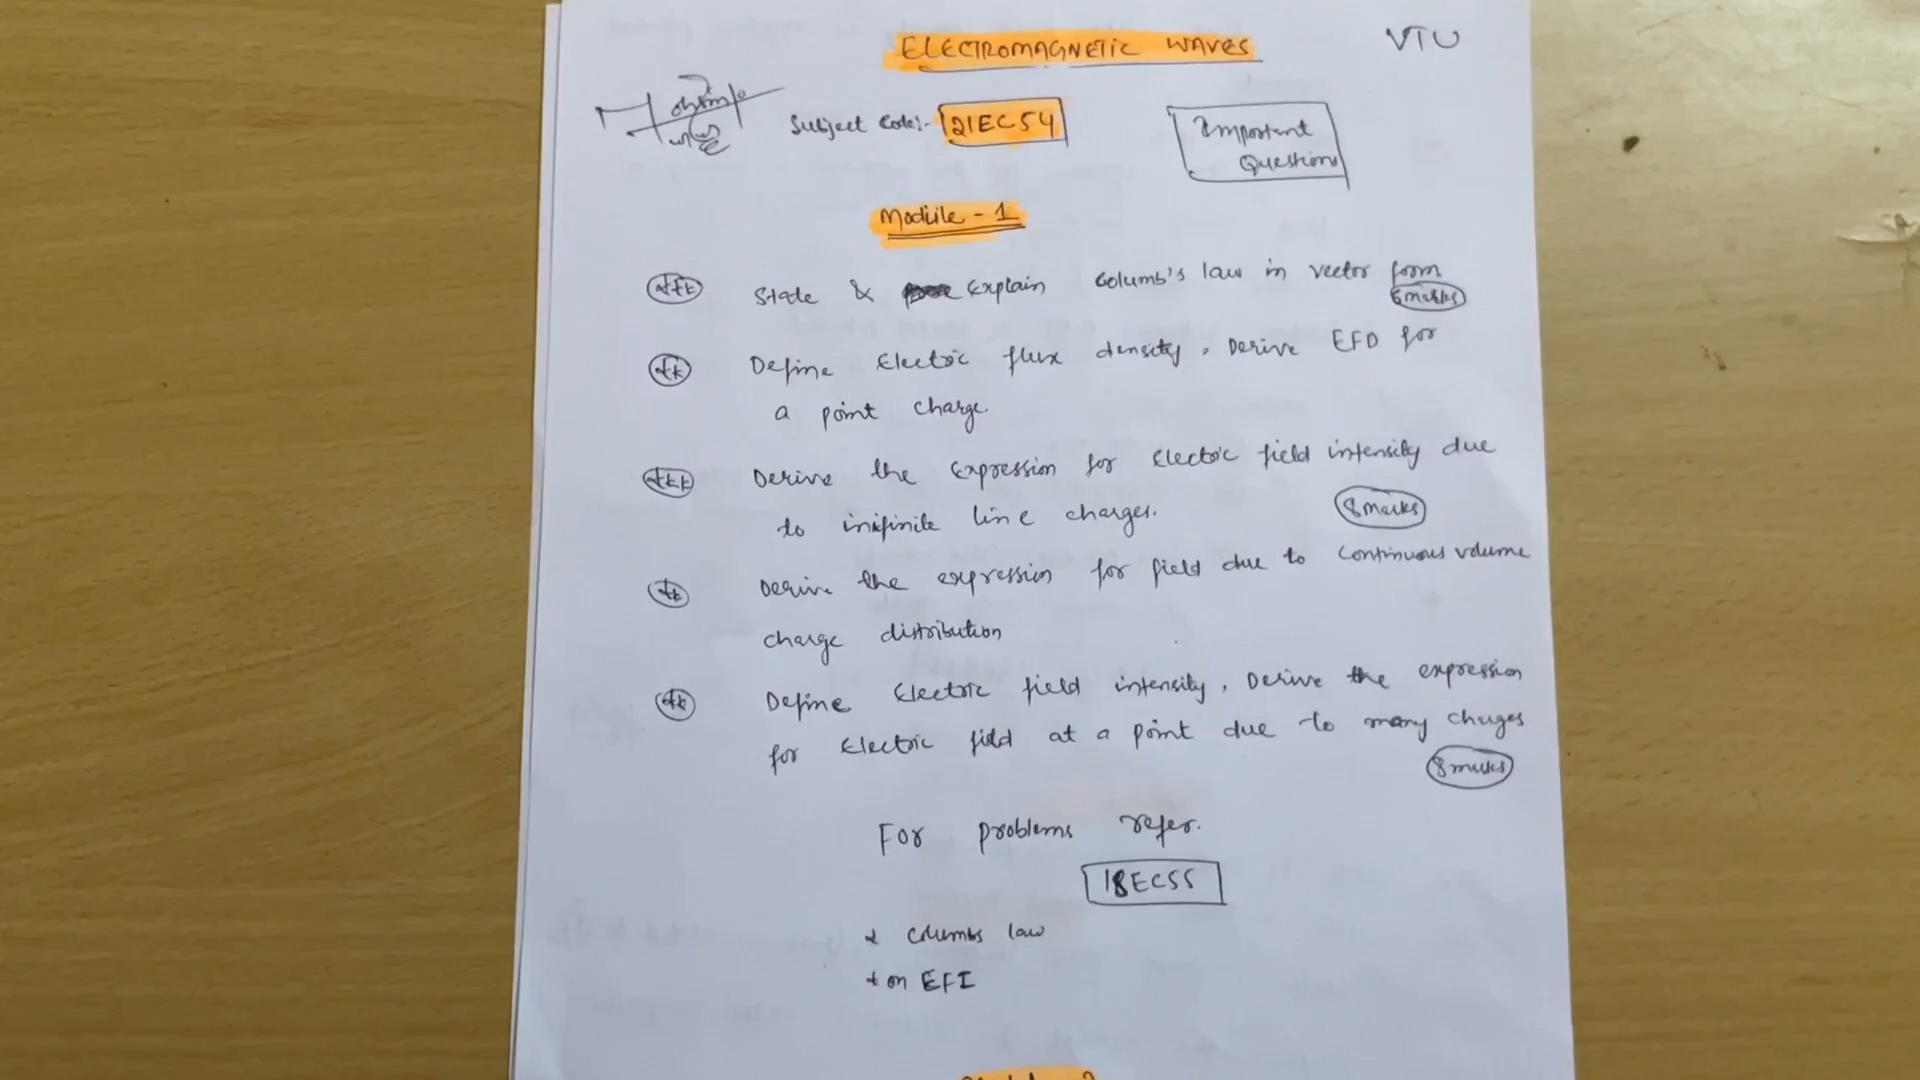 ELECTROMAGNETIC WAVES
VTU
Subject Code:- 21EC54
Important
Questions
Module - 1
*** State & Explain Columb's law in vector form
6 marks
** Define Electric flux density, Derive EFD for
a point charge.
*** Derive the Expression for Electric field intensity due
to inifinite line charges.
8 marks
** Derive the expression for field due to continuous volume
charge distribution
** Define Electric field intensity, Derive the expression
for Electric field at a point due to many charges
8 marks
For problems refer.
18EC55
* Columbs law
* on EFI